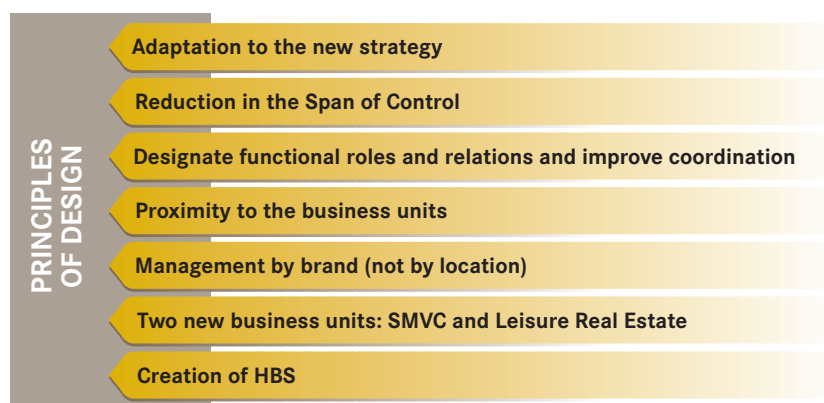 PRINCIPLES
OF DESIGN
Adaptation to the new strategy
Reduction in the Span of Control
Designate functional roles and relations and improve coordination
Proximity to the business units
Management by brand (not by location)
Two new business units: SMVC and Leisure Real Estate
Creation of HBS